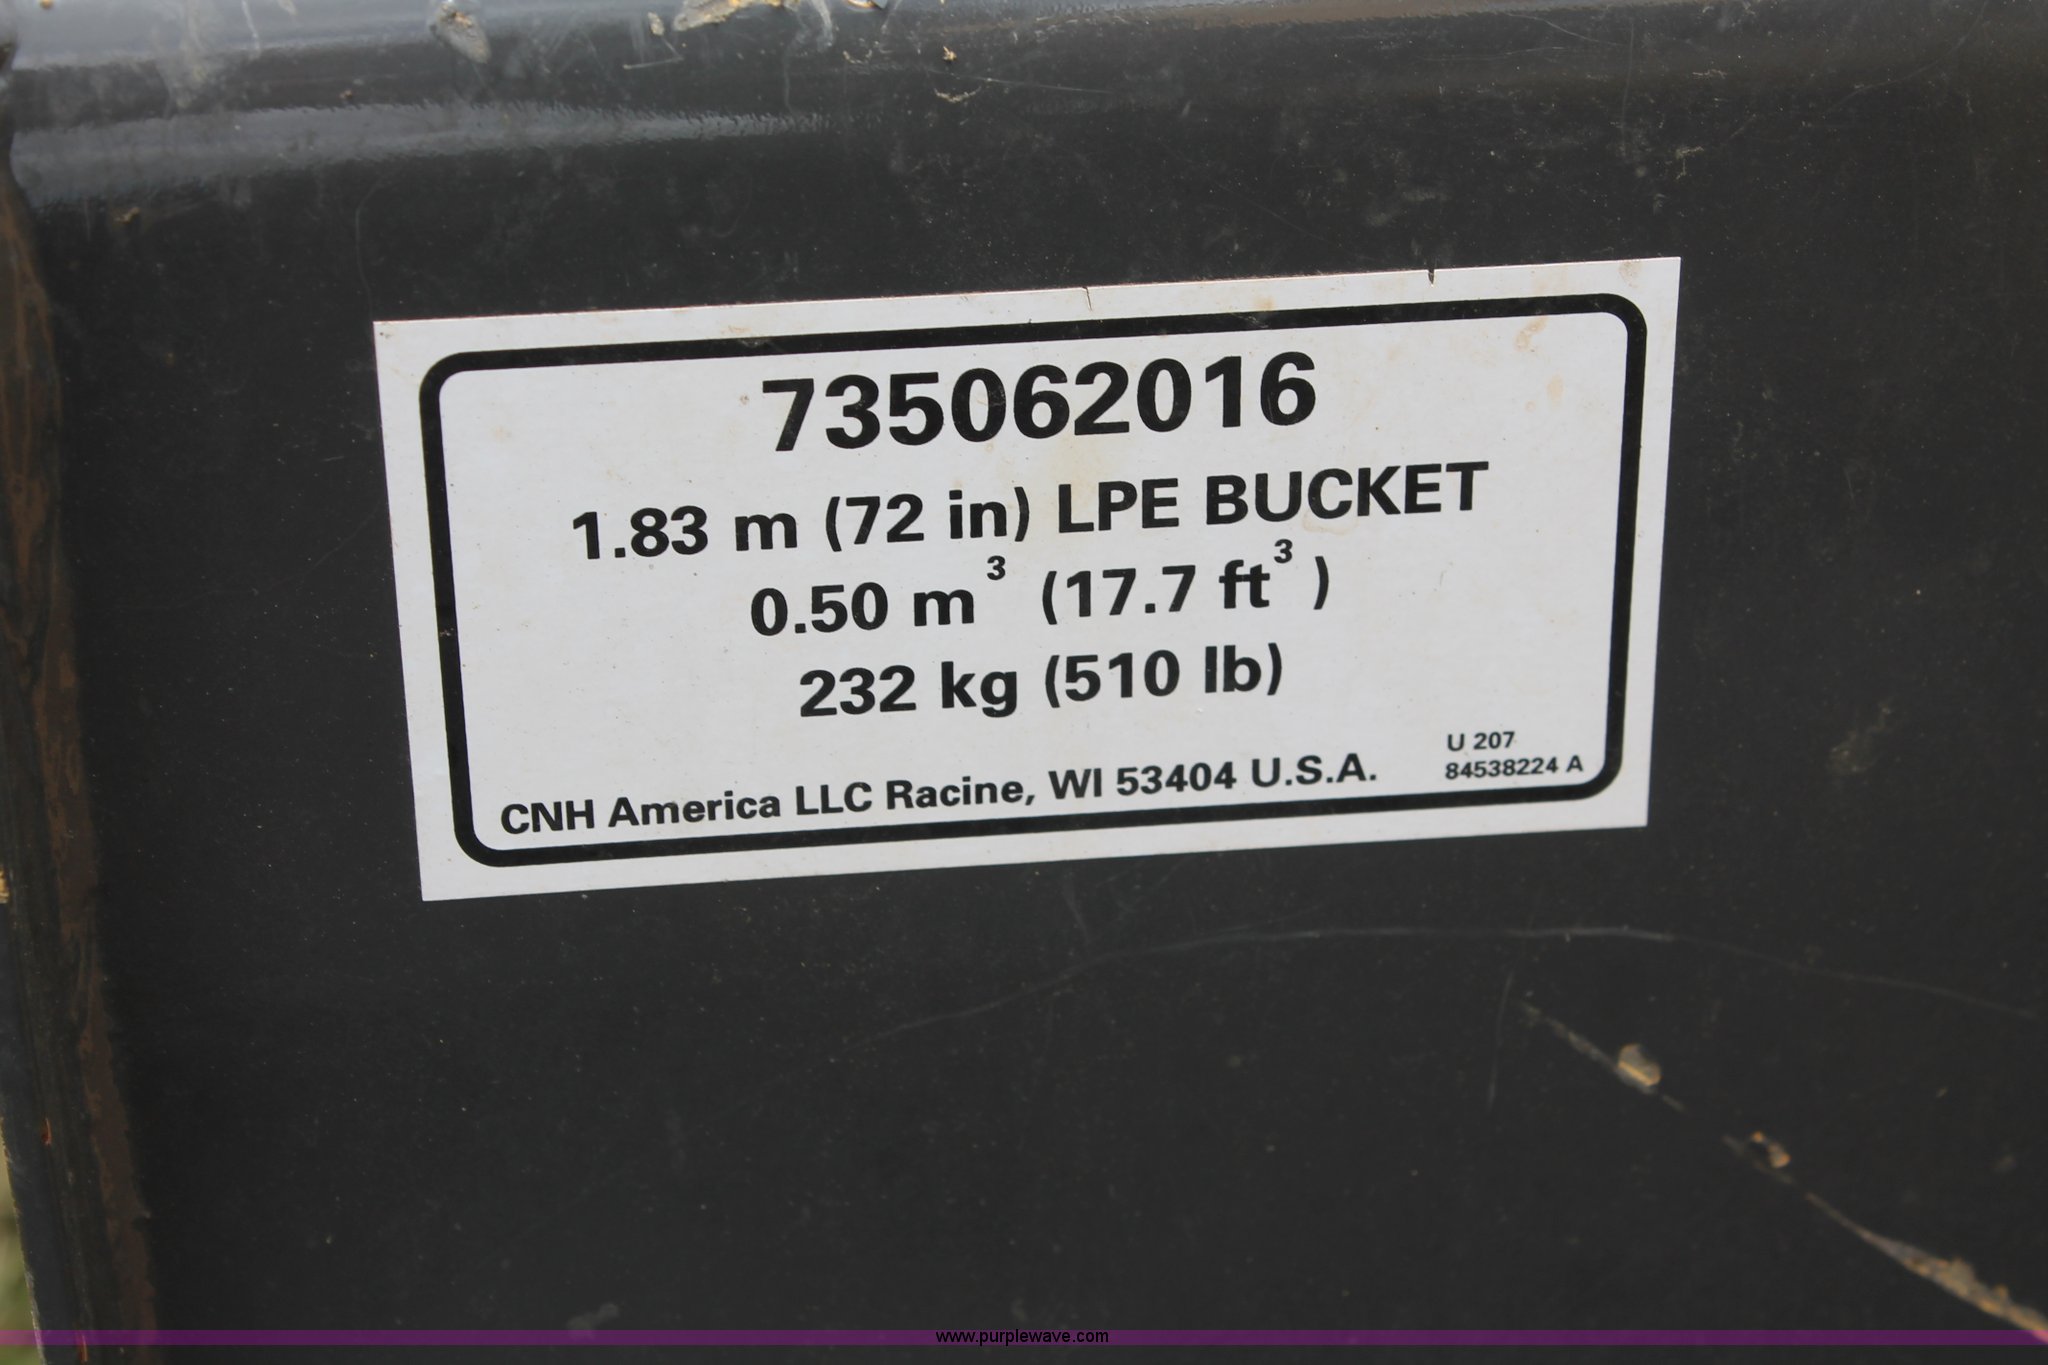 735062016
1.83 m (72 in) LPE BUCKET
0.50 m³ (17.7 ft³)
232 kg (510 lb)
U 207
CNH America LLC Racine, WI 53404 U.S.A.
84538224 A
www.purplewave.com